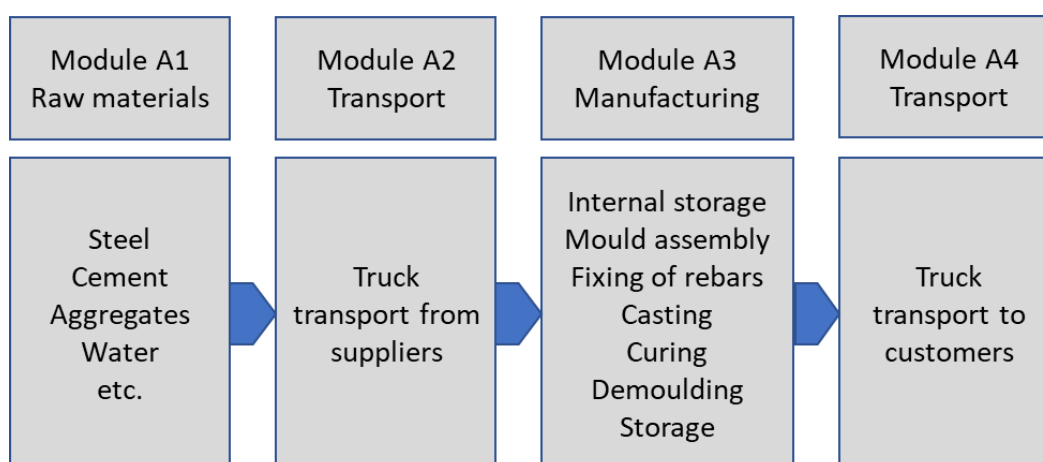 Module A1
Raw materials
Module A2
Transport
Module A3
Manufacturing
Module A4
Transport
Steel
Cement
Aggregates
Water
etc.
Truck
transport from
suppliers
Internal storage
Mould assembly
Fixing of rebars
Casting
Curing
Demoulding
Storage
Truck
transport to
customers